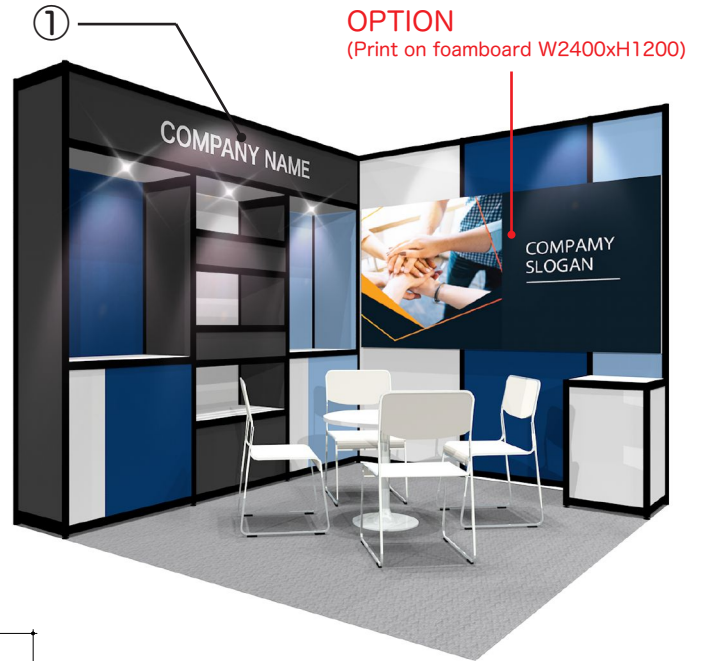 ①
OPTION
(Print on foamboard W2400xH1200)
COMPANY NAME
COMPAMY
SLOGAN